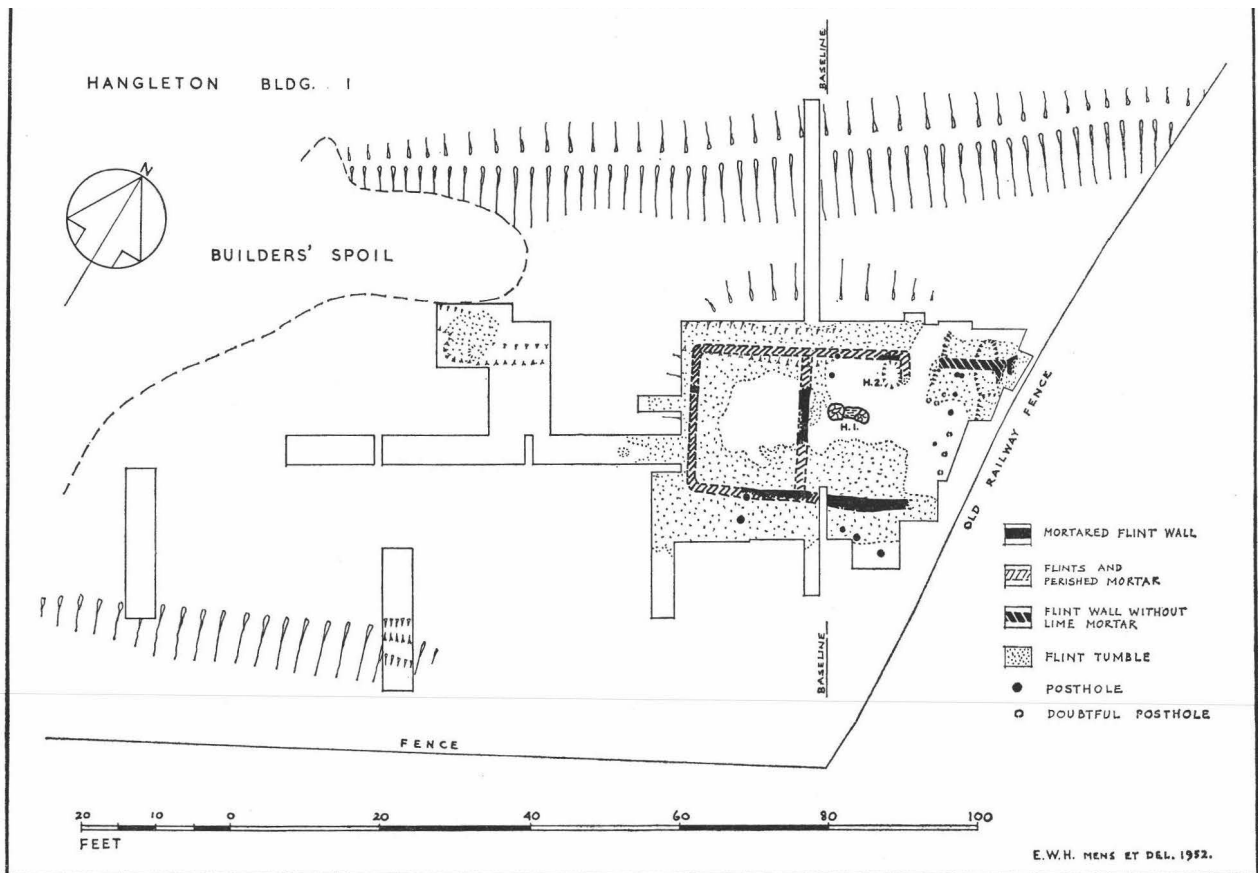 BASELINE
HANGLETON BLDG. 1
N
BUILDERS' SPOIL
H.2.
H.1.
OLD RAILWAY FENCE
MORTARED FLINT WALL
FLINTS AND
PERISHED MORTAR
FLINT WALL WITHOUT
LIME MORTAR
FLINT TUMBLE
POSTHOLE
DOUBTFUL POSTHOLE
BASELINE
FENCE
20 10 0 20 40 60 80 100
FEET
E.W.H. MENS ET DEL. 1952.